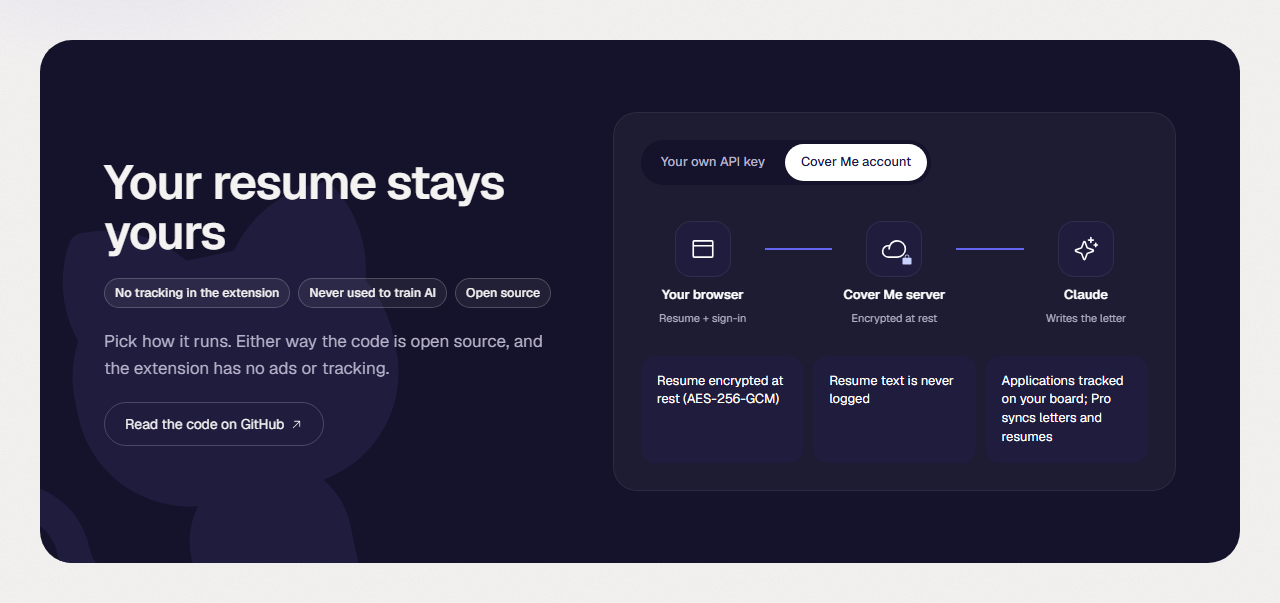 Your resume stays
yours
No tracking in the extension
Never used to train AI
Open source
Pick how it runs. Either way the code is open source, and
the extension has no ads or tracking.
Read the code on GitHub ↗
Your own API key
Cover Me account
Your browser
Resume + sign-in
Cover Me server
Encrypted at rest
Claude
Writes the letter
Resume encrypted at
rest (AES-256-GCM)
Resume text is never
logged
Applications tracked
on your board; Pro
syncs letters and
resumes